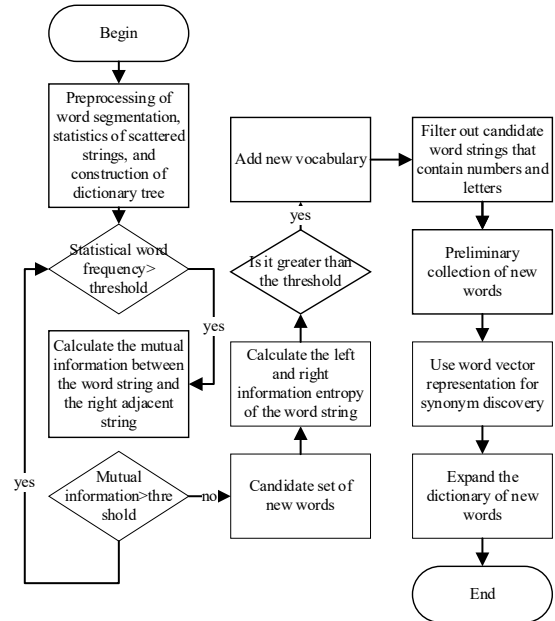 Begin
Preprocessing of
word segmentation,
statistics of scattered
strings, and
construction of
dictionary tree
Statistical word
frequency>
threshold
yes
Calculate the mutual
information between
the word string and
the right adjacent
string
Mutual
information>thre
shold
yes
no
Candidate set of
new words
Calculate the left
and right
information entropy
of the word string
Is it greater than
the threshold
yes
Add new vocabulary
Filter out candidate
word strings that
contain numbers and
letters
Preliminary
collection of new
words
Use word vector
representation for
synonym discovery
Expand the
dictionary of new
words
End